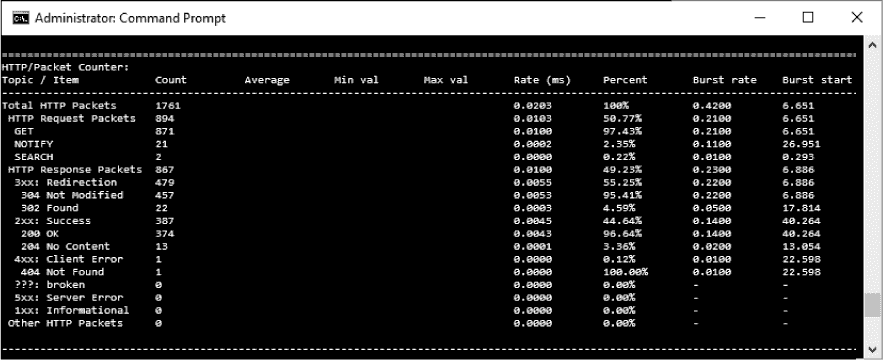 Administrator: Command Prompt
HTTP/Packet Counter:
Topic / Item Count Average Min val Max val Rate (ms) Percent Burst rate Burst start
Total HTTP Packets 1761 0.0203 100% 0.4200 6.651
HTTP Request Packets 894 0.0103 50.77% 0.2100 6.651
GET 871 0.0100 97.43% 0.2100 6.651
NOTIFY 21 0.0002 2.35% 0.1100 26.951
SEARCH 2 0.0000 0.22% 0.0100 0.293
HTTP Response Packets 867 0.0100 49.23% 0.2300 6.886
3xx: Redirection 479 0.0055 55.25% 0.2200 6.886
304 Not Modified 457 0.0053 95.41% 0.2200 6.886
302 Found 22 0.0003 4.59% 0.0500 17.814
2xx: Success 387 0.0045 44.64% 0.1400 40.264
200 OK 374 0.0043 96.64% 0.1400 40.264
204 No Content 13 0.0001 3.36% 0.0200 13.054
4xx: Client Error 1 0.0000 0.12% 0.0100 22.598
404 Not Found 1 0.0000 100.00% 0.0100 22.598
???: broken 0 0.0000 0.00% - -
5xx: Server Error 0 0.0000 0.00% - -
1xx: Informational 0 0.0000 0.00% - -
Other HTTP Packets 0 0.0000 0.00% - -